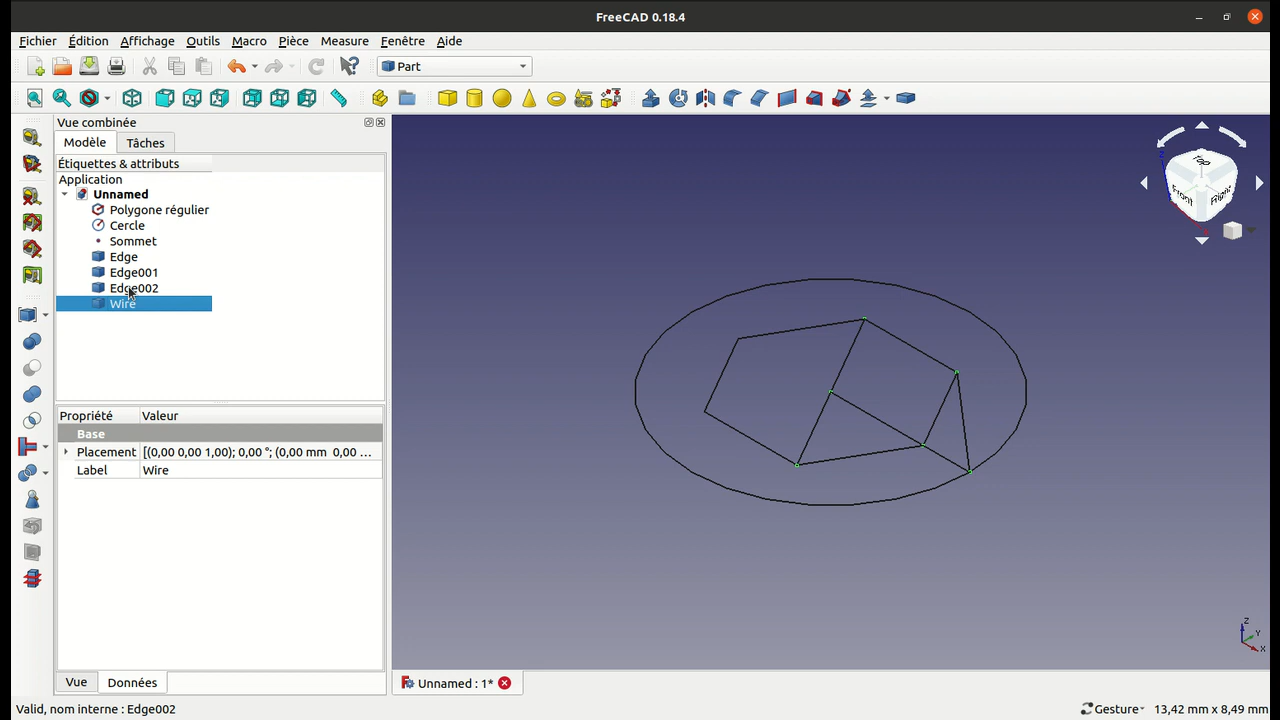 FreeCAD 0.18.4
Fichier Édition Affichage Outils Macro Pièce Measure Fenêtre Aide
Part
Vue combinée
Modèle Tâches
Étiquettes & attributs
Application
Unnamed
Polygone régulier
Cercle
Sommet
Edge
Edge001
Edge002
Wire
Propriété Valeur
Base
Placement [(0,00 0,00 1,00); 0,00 °; (0,00 mm 0,00 ...
Label Wire
Vue Données
Front Right
Z
Y
X
Unnamed : 1*
Valid, nom interne : Edge002
Gesture 13,42 mm x 8,49 mm